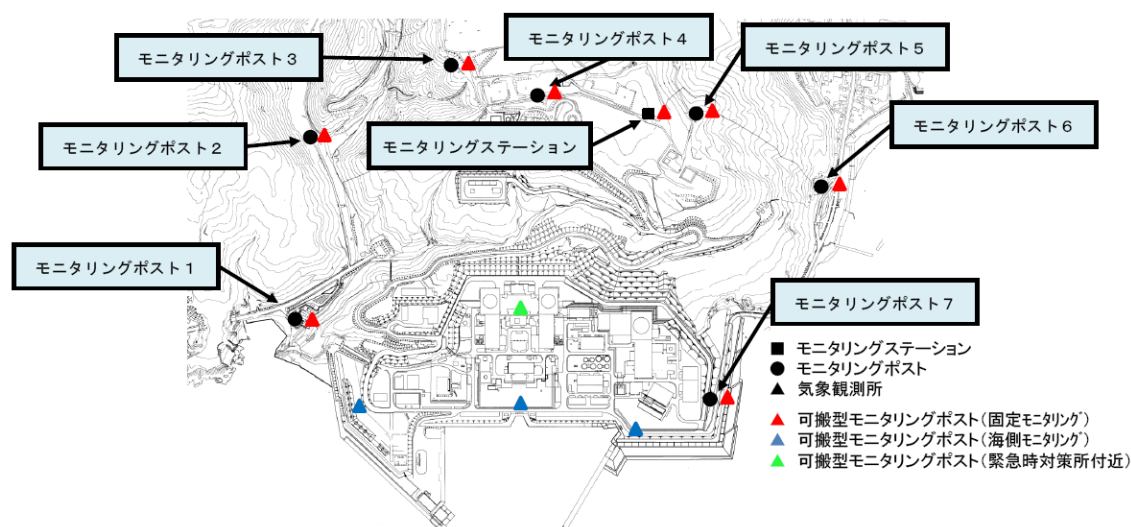 モニタリングポスト3
モニタリングポスト4
モニタリングポスト5
モニタリングポスト2
モニタリングステーション
モニタリングポスト6
モニタリングポスト1
モニタリングポスト7
■ モニタリングステーション
● モニタリングポスト
▲ 気象観測所
▲ 可搬型モニタリングポスト(固定ﾓﾆﾀﾘﾝｸﾞ)
▲ 可搬型モニタリングポスト(海側ﾓﾆﾀﾘﾝｸﾞ)
▲ 可搬型モニタリングポスト(緊急時対策所付近)